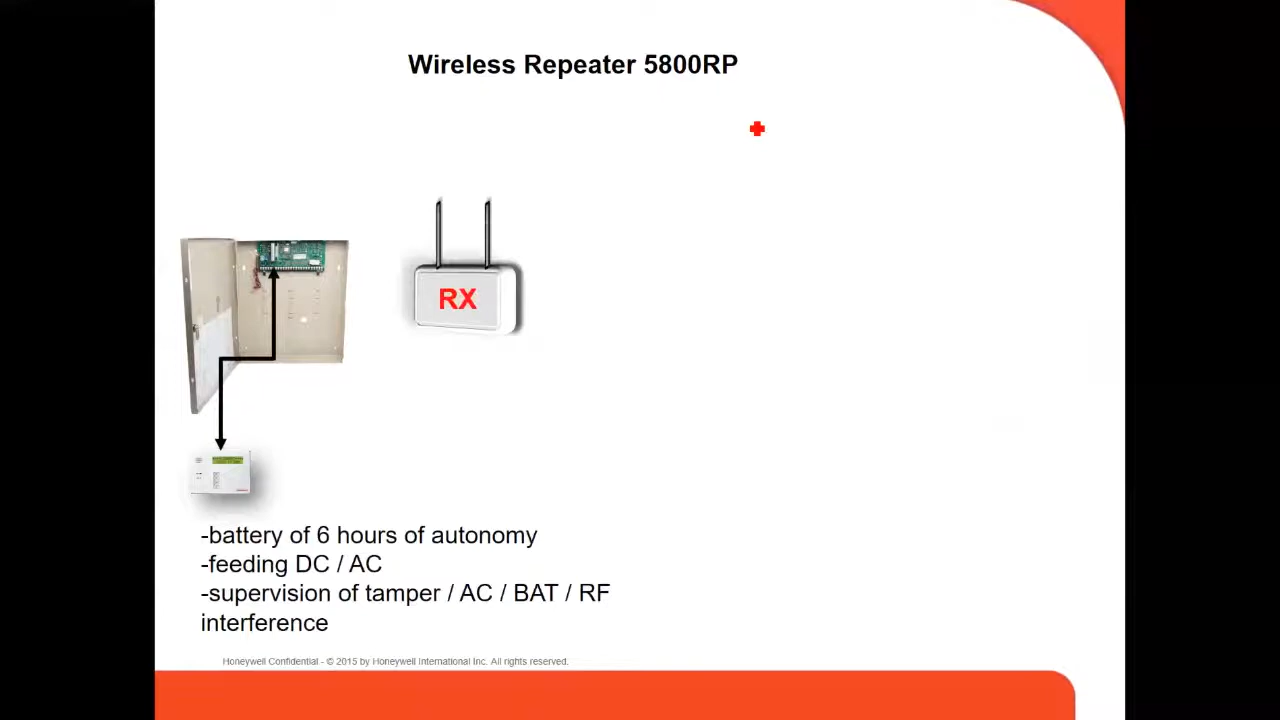 Wireless Repeater 5800RP
RX
-battery of 6 hours of autonomy
-feeding DC / AC
-supervision of tamper / AC / BAT / RF
interference
Honeywell Confidential - © 2015 by Honeywell International Inc. All rights reserved.